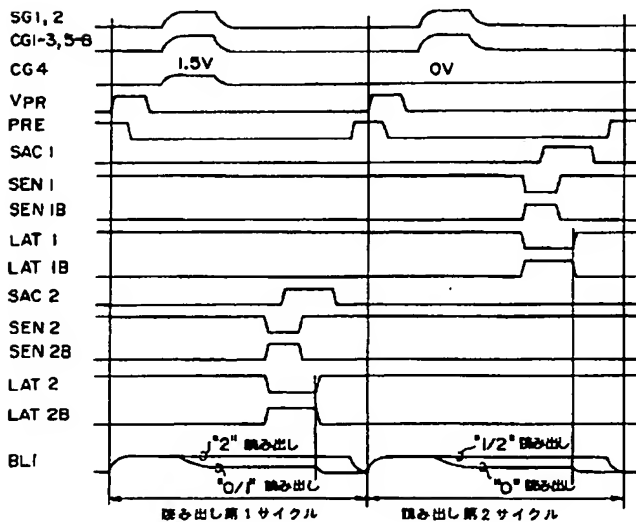 SG1, 2
CG1-3, 5-8
CG4 1.5V 0V
VPR
PRE
SAC 1
SEN 1
SEN 1B
LAT 1
LAT 1B
SAC 2
SEN 2
SEN 2B
LAT 2
LAT 2B
"2" 読み出し "1/2" 読み出し
BL1
"0/1" 読み出し "0" 読み出し
読み出し第1サイクル 読み出し第2サイクル